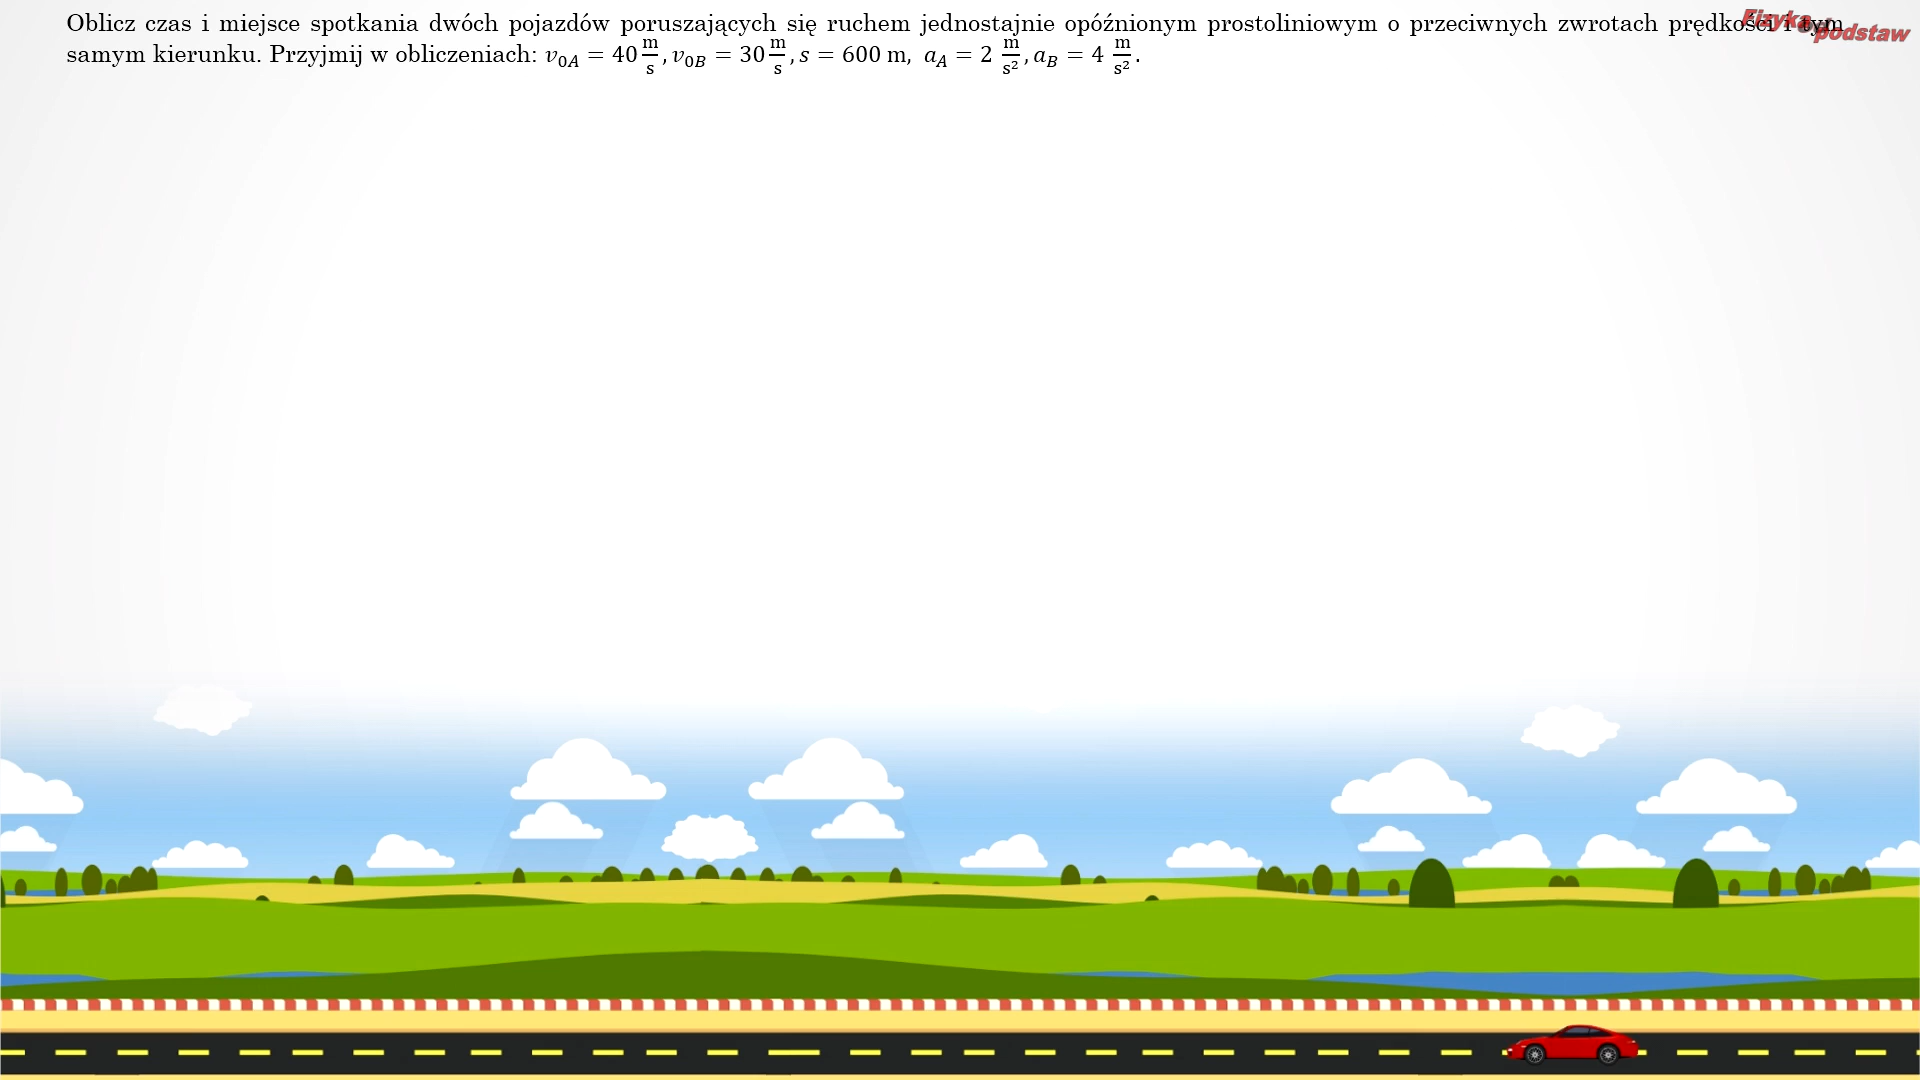 Oblicz czas i miejsce spotkania dwóch pojazdów poruszających się ruchem jednostajnie opóźnionym prostoliniowym o przeciwnych zwrotach prędkości i tym
samym kierunku. Przyjmij w obliczeniach: v₀A = 40 m/s, v₀B = 30 m/s, s = 600 m, aA = 2 m/s², aB = 4 m/s².
Fizyka od podstaw